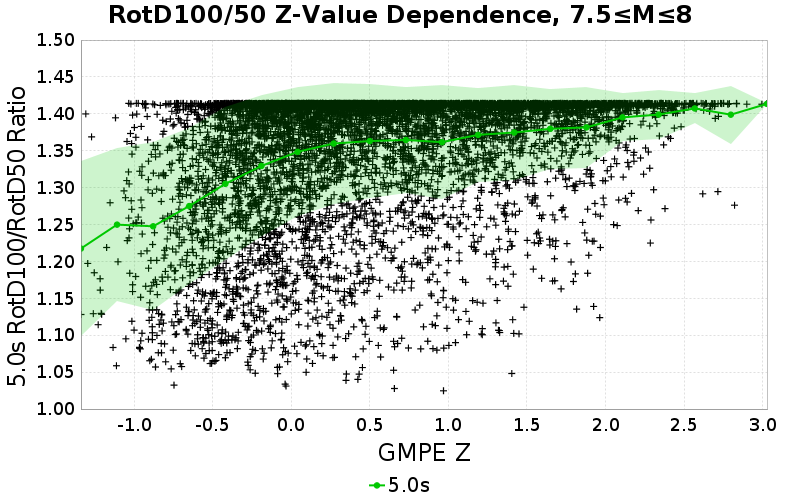 RotD100/50 Z-Value Dependence, 7.5≤M≤8
5.0s RotD100/RotD50 Ratio
1.50
1.45
1.40
1.35
1.30
1.25
1.20
1.15
1.10
1.05
1.00
-1.0 -0.5 0.0 0.5 1.0 1.5 2.0 2.5 3.0
GMPE Z
5.0s